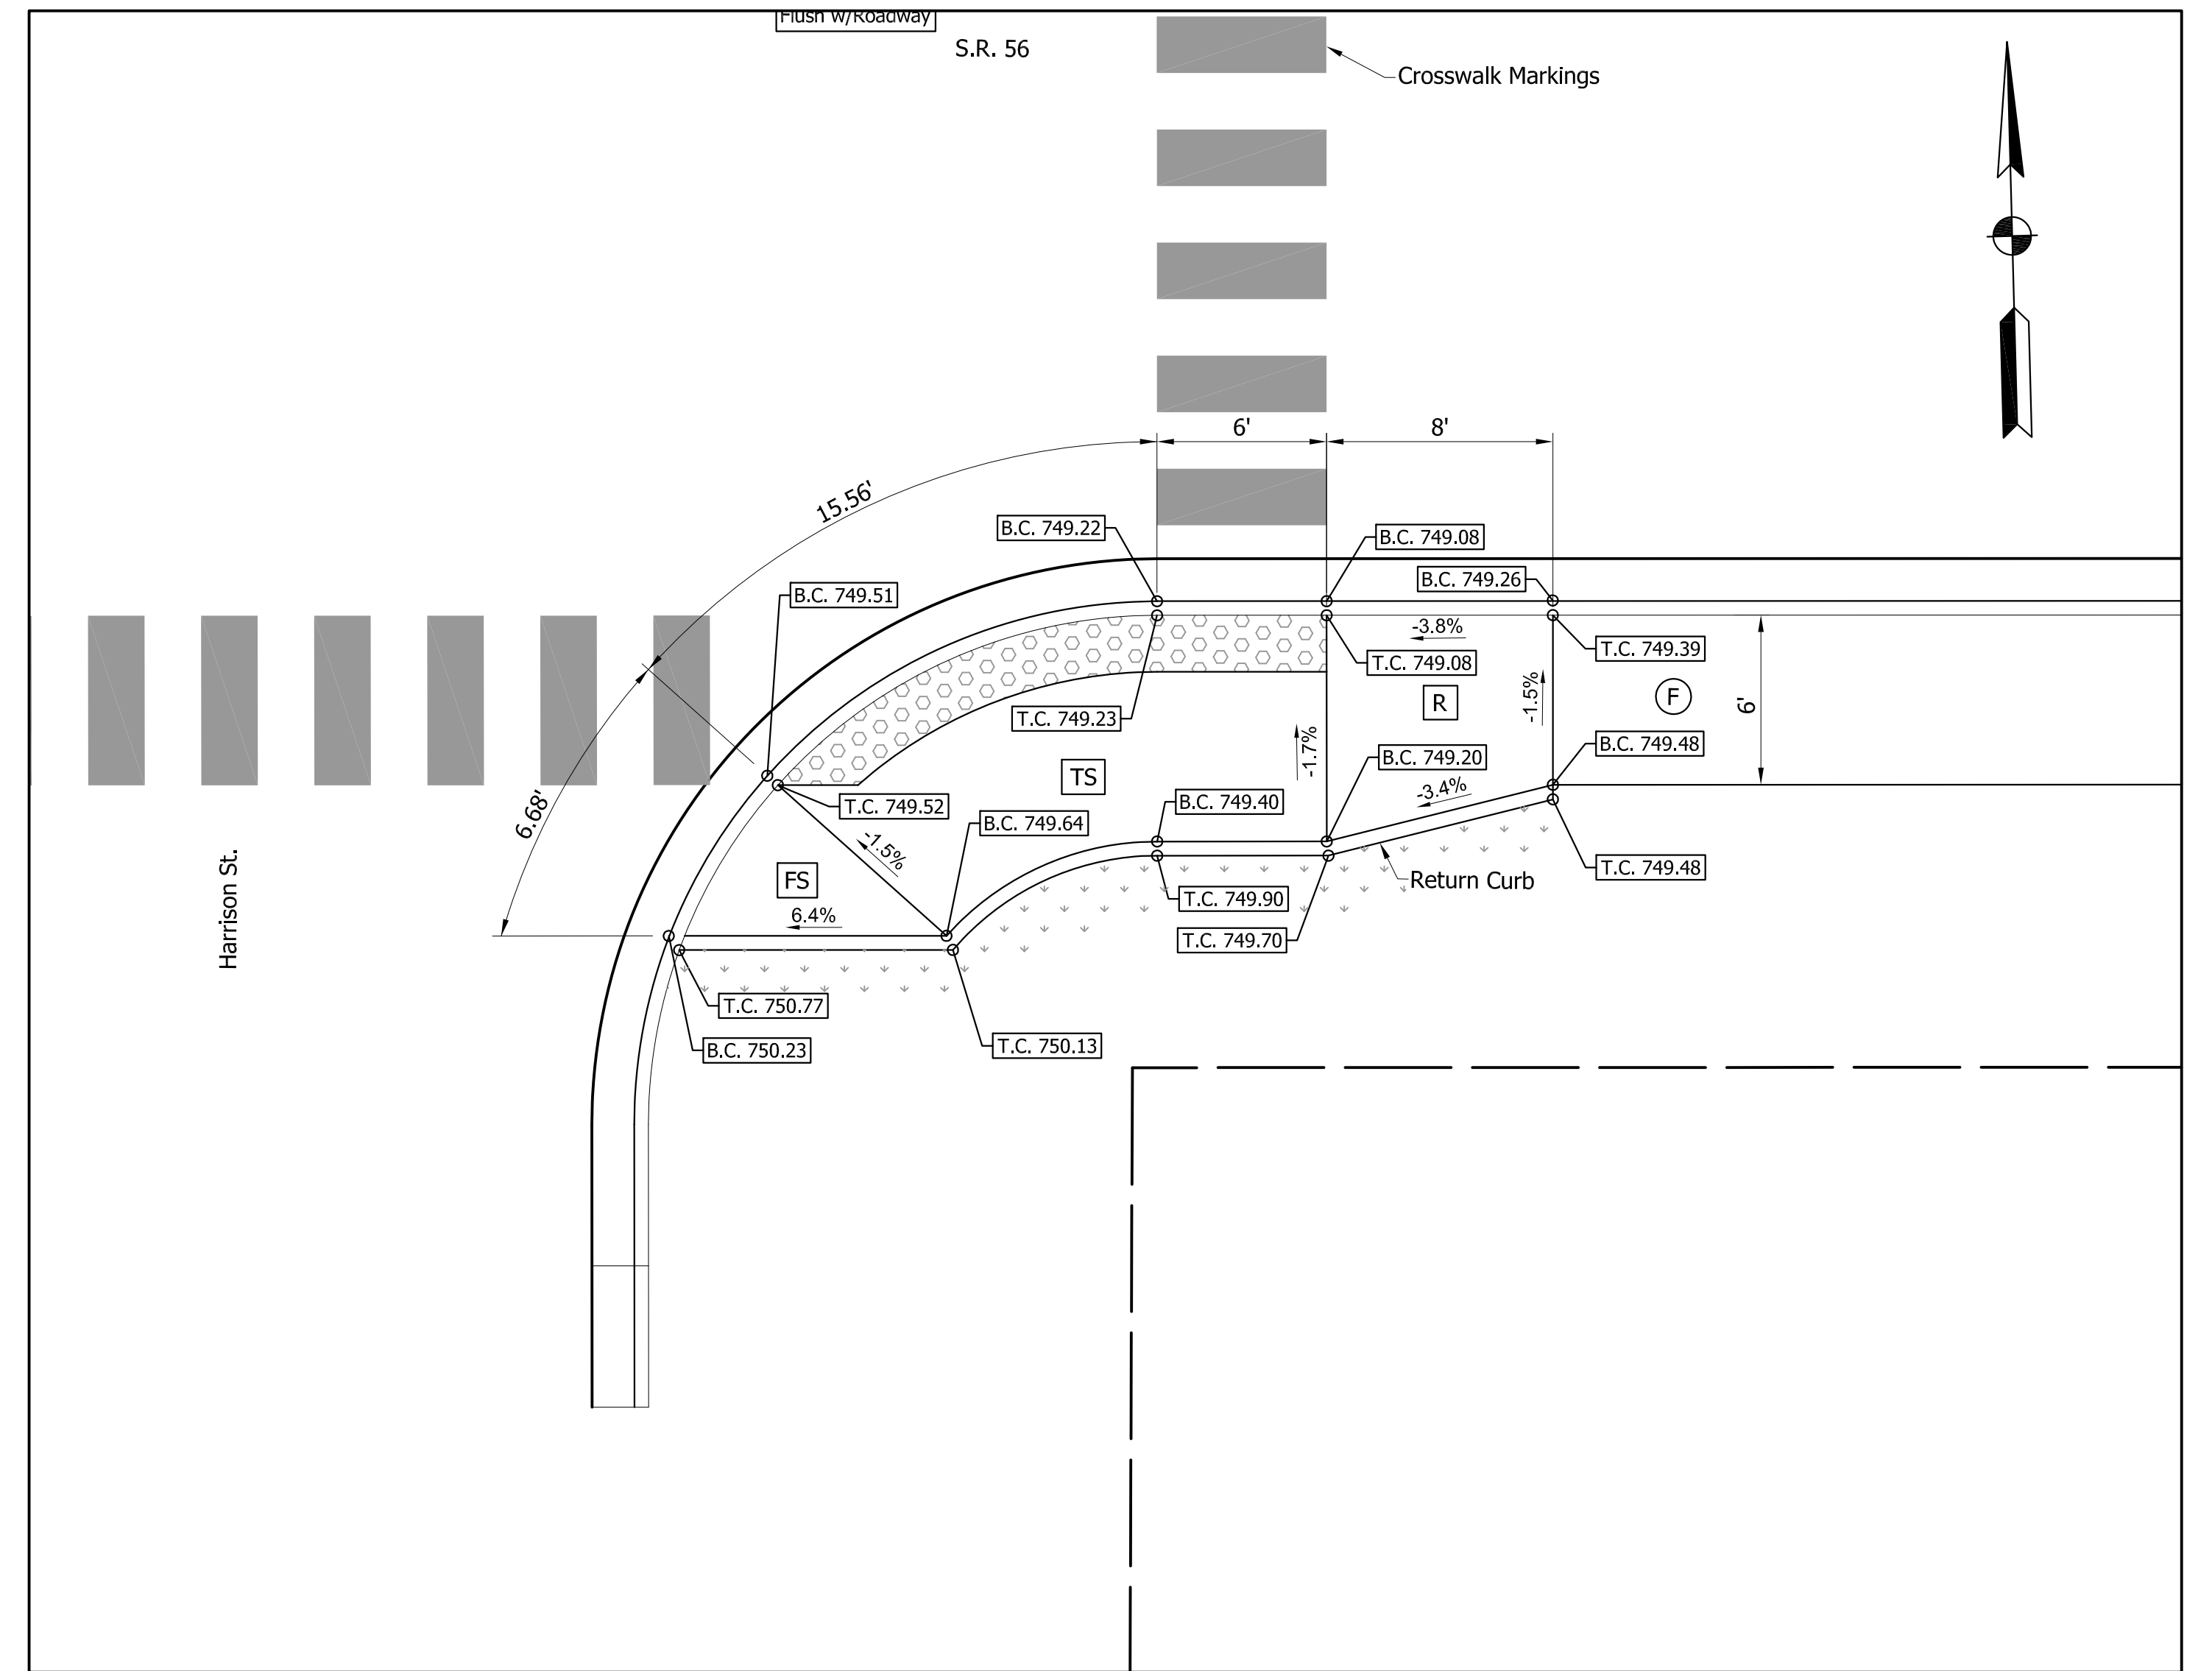 Flush w/Roadway
S.R. 56
Crosswalk Markings
6'
8'
15.56'
B.C. 749.22
B.C. 749.08
B.C. 749.26
B.C. 749.51
-3.8%
T.C. 749.39
T.C. 749.08
R
-1.5%
F
6'
T.C. 749.23
-1.7%
B.C. 749.48
B.C. 749.20
TS
-3.4%
T.C. 749.52
B.C. 749.40
6.68'
B.C. 749.64
-1.5%
T.C. 749.48
FS
Return Curb
T.C. 749.90
Harrison St.
6.4%
T.C. 749.70
T.C. 750.77
T.C. 750.13
B.C. 750.23